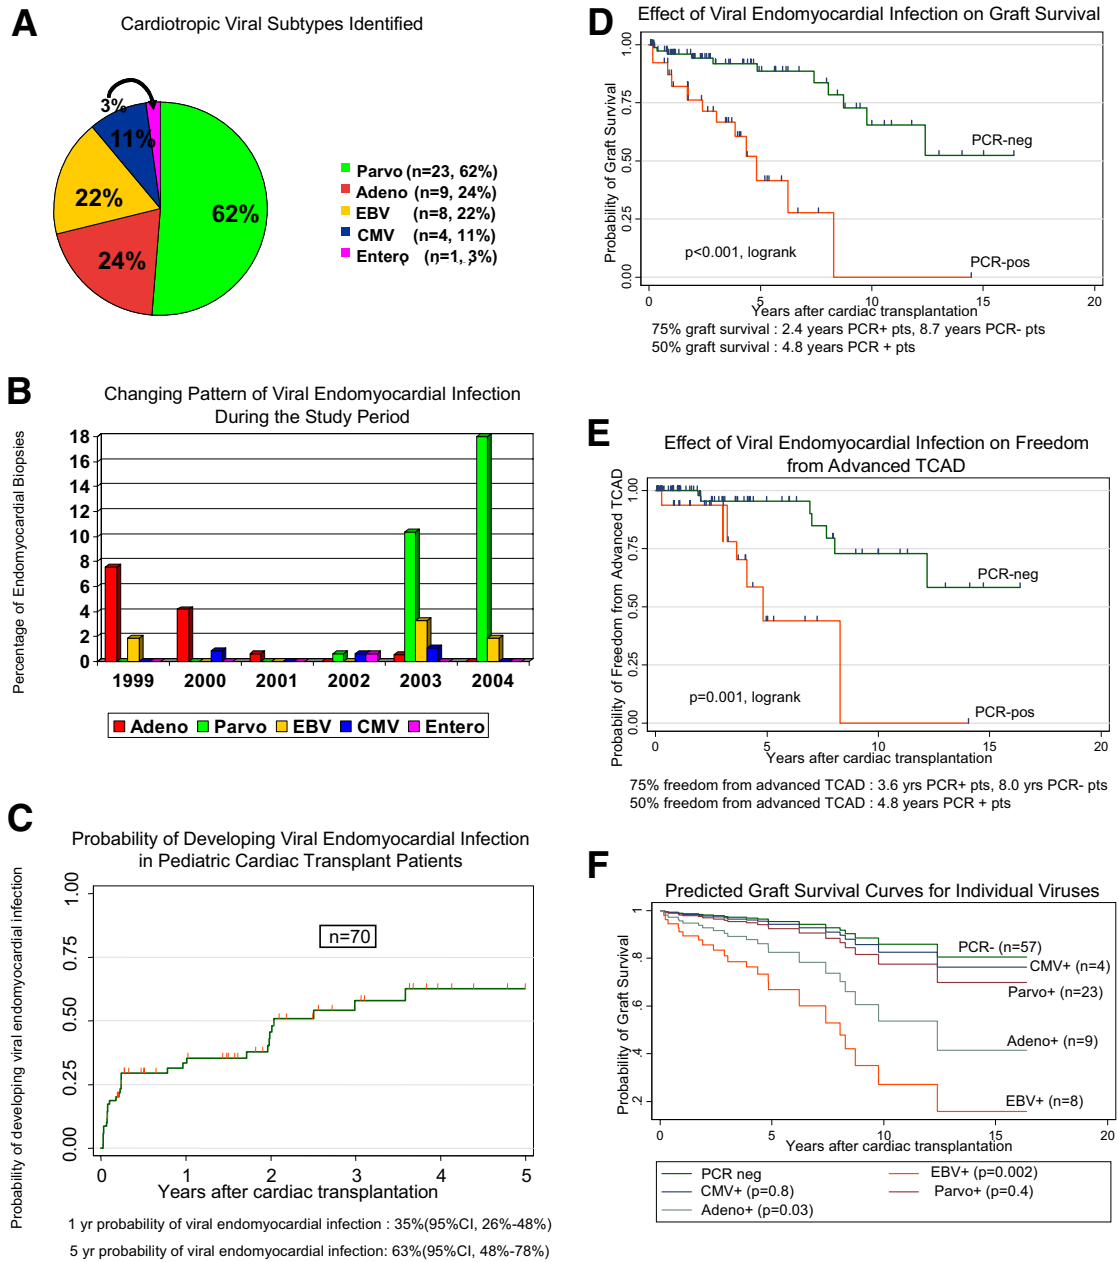 A
Cardiotropic Viral Subtypes Identified
3%
11%
22%
62%
24%
Parvo (n=23, 62%)
Adeno (n=9, 24%)
EBV (n=8, 22%)
CMV (n=4, 11%)
Entero (n=1, 3%)
B
Changing Pattern of Viral Endomyocardial Infection
During the Study Period
Percentage of Endomyocardial Biopsies
18
16
14
12
10
8
6
4
2
0
1999 2000 2001 2002 2003 2004
Adeno Parvo EBV CMV Entero
C
Probability of Developing Viral Endomyocardial Infection
in Pediatric Cardiac Transplant Patients
Probability of developing viral endomyocardial infection
1.00
0.75
0.50
0.25
0.00
n=70
0 1 2 3 4 5
Years after cardiac transplantation
1 yr probability of viral endomyocardial infection : 35%(95%CI, 26%-48%)
5 yr probability of viral endomyocardial infection: 63%(95%CI, 48%-78%)
D
Effect of Viral Endomyocardial Infection on Graft Survival
Probability of Graft Survival
1.00
0.75
0.50
0.25
0.00
PCR-neg
p<0.001, logrank
PCR-pos
0 5 10 15 20
Years after cardiac transplantation
75% graft survival : 2.4 years PCR+ pts, 8.7 years PCR- pts
50% graft survival : 4.8 years PCR + pts
E
Effect of Viral Endomyocardial Infection on Freedom
from Advanced TCAD
Probability of Freedom from Advanced TCAD
1.00
0.75
0.50
0.25
0.00
PCR-neg
p=0.001, logrank
PCR-pos
0 5 10 15 20
Years after cardiac transplantation
75% freedom from advanced TCAD : 3.6 yrs PCR+ pts, 8.0 yrs PCR- pts
50% freedom from advanced TCAD : 4.8 years PCR + pts
F
Predicted Graft Survival Curves for Individual Viruses
Probability of Graft Survival
1
.8
.6
.4
.2
PCR- (n=57)
CMV+ (n=4)
Parvo+ (n=23)
Adeno+ (n=9)
EBV+ (n=8)
0 5 10 15 20
Years after cardiac transplantation
PCR neg EBV+ (p=0.002)
CMV+ (p=0.8) Parvo+ (p=0.4)
Adeno+ (p=0.03)